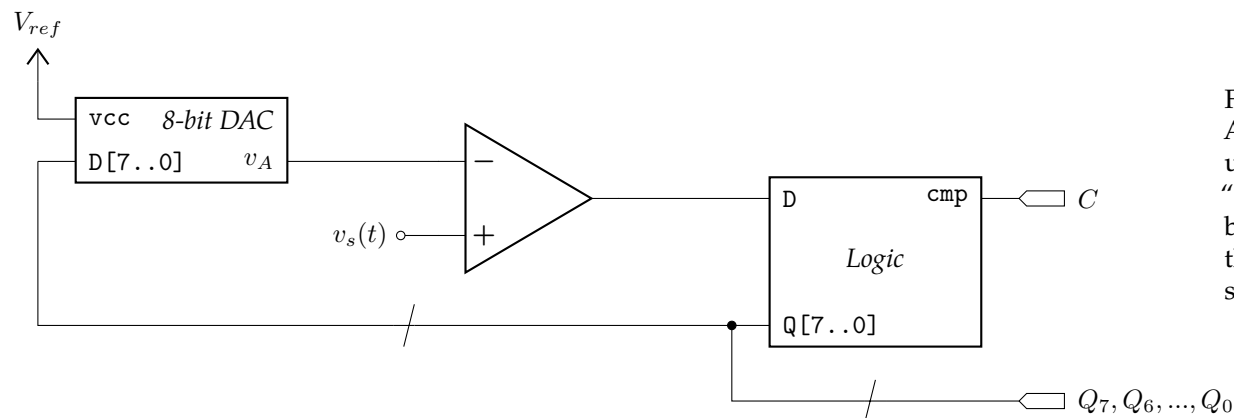 V_ref
vcc 8-bit DAC
D[7..0] v_A
−
v_s(t) +
D cmp
C
Logic
Q[7..0]
Q_7, Q_6, ..., Q_0